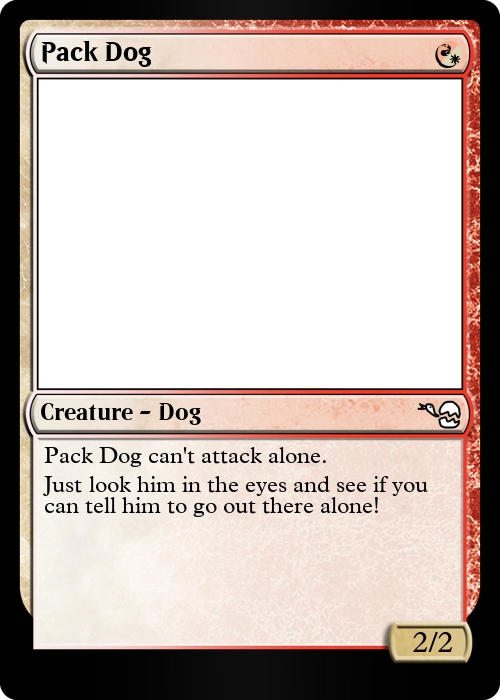 Pack Dog
Creature – Dog
Pack Dog can't attack alone.
Just look him in the eyes and see if you
can tell him to go out there alone!
2/2